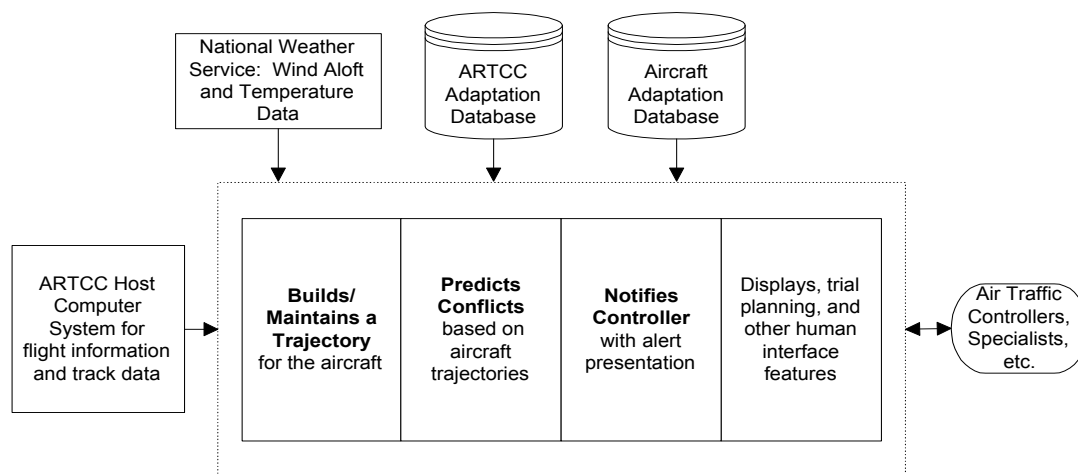 National Weather
Service:  Wind Aloft
and Temperature
Data
ARTCC
Adaptation
Database
Aircraft
Adaptation
Database
ARTCC Host
Computer
System for
flight information
and track data
Builds/
Maintains a
Trajectory
for the aircraft
Predicts
Conflicts
based on
aircraft
trajectories
Notifies
Controller
with alert
presentation
Displays, trial
planning, and
other human
interface
features
Air Traffic
Controllers,
Specialists,
etc.